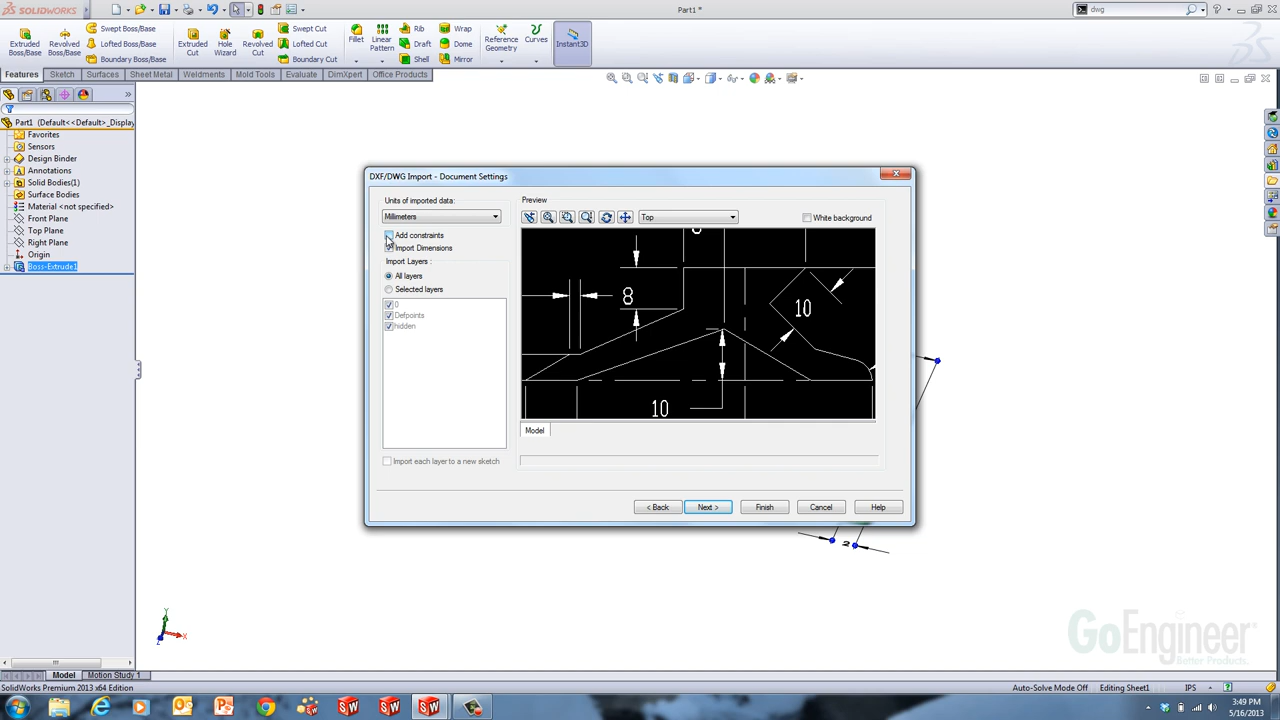 SOLIDWORKS
Part1 *
dwg
Extruded Boss/Base
Revolved Boss/Base
Swept Boss/Base
Lofted Boss/Base
Boundary Boss/Base
Extruded Cut
Hole Wizard
Revolved Cut
Swept Cut
Lofted Cut
Boundary Cut
Fillet
Linear Pattern
Rib
Draft
Shell
Wrap
Dome
Mirror
Reference Geometry
Curves
Instant3D
Features
Sketch
Surfaces
Sheet Metal
Weldments
Mold Tools
Evaluate
DimXpert
Office Products
Part1 (Default<<Default>_Display
Favorites
Sensors
Design Binder
Annotations
Solid Bodies(1)
Surface Bodies
Material <not specified>
Front Plane
Top Plane
Right Plane
Origin
Boss-Extrude1
DXF/DWG Import - Document Settings
Units of imported data:
Millimeters
Add constraints
Import Dimensions
Import Layers:
All layers
Selected layers
0
Defpoints
hidden
Import each layer to a new sketch
Preview
Top
White background
8
10
10
Model
< Back
Next >
Finish
Cancel
Help
2
Y
X
Z
GoEngineer
Better Products.
Model
Motion Study 1
SolidWorks Premium 2013 x64 Edition
Auto-Solve Mode Off
Editing Sheet1
IPS
3:49 PM
5/16/2013